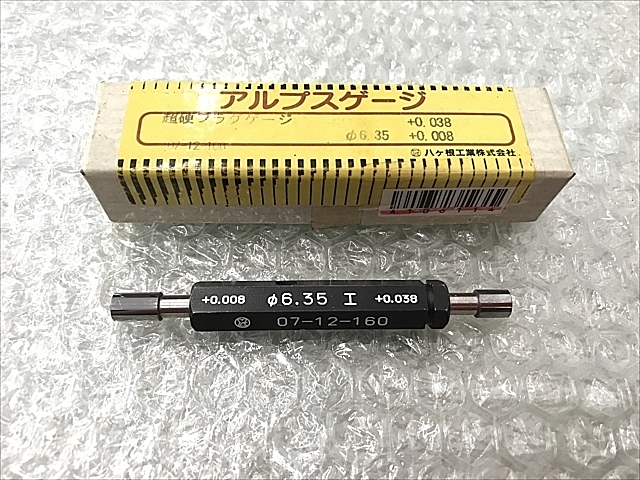 アルプスゲージ
超硬プラグゲージ
+0.038
φ6.35 +0.008
ハケ根工業株式会社
+0.008 φ6.35 工 +0.038
07-12-160